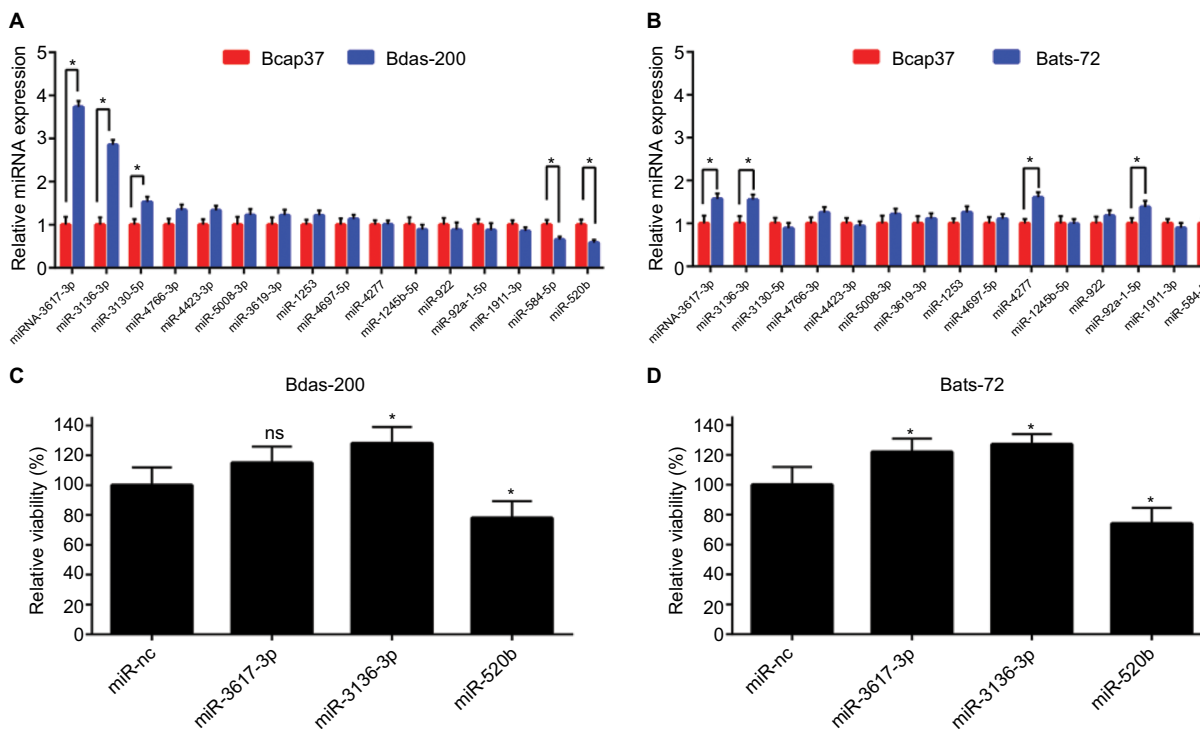 A
Bcap37 Bdas-200
Relative miRNA expression
5
4
3
2
1
0
* * * * *
miRNA-3617-3p
miR-3136-3p
miR-3130-5p
miR-4766-3p
miR-4423-3p
miR-5008-3p
miR-3619-3p
miR-1253
miR-4697-5p
miR-4277
miR-1245b-5p
miR-922
miR-92a-1-5p
miR-1911-3p
miR-584-5p
miR-520b
B
Bcap37 Bats-72
Relative miRNA expression
5
4
3
2
1
0
* * * *
miRNA-3617-3p
miR-3136-3p
miR-3130-5p
miR-4766-3p
miR-4423-3p
miR-5008-3p
miR-3619-3p
miR-1253
miR-4697-5p
miR-4277
miR-1245b-5p
miR-922
miR-92a-1-5p
miR-1911-3p
miR-584-
C
Bdas-200
Relative viability (%)
140
120
100
80
60
40
20
0
ns * *
miR-nc
miR-3617-3p
miR-3136-3p
miR-520b
D
Bats-72
Relative viability (%)
140
120
100
80
60
40
20
0
* * *
miR-nc
miR-3617-3p
miR-3136-3p
miR-520b